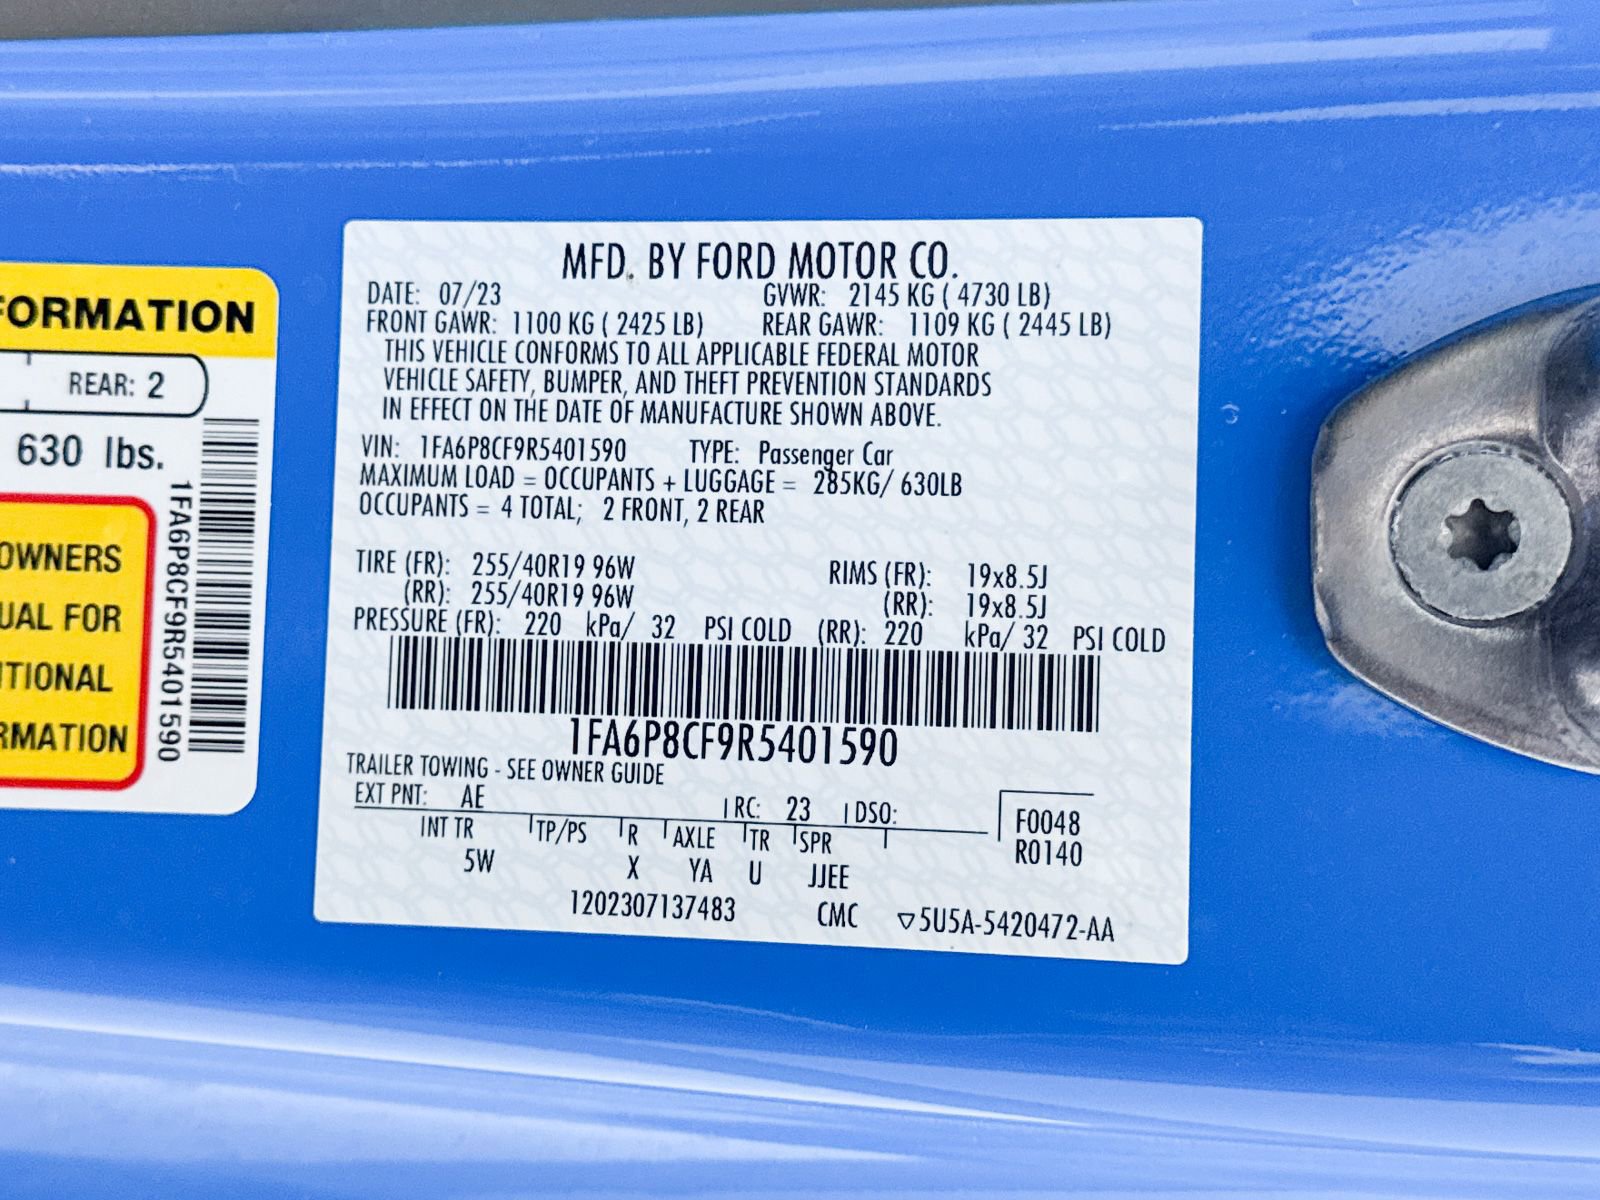 FORMATION
REAR: 2
630 lbs.
OWNERS
UAL FOR
ITIONAL
RMATION
1FA6P8CF9R5401590
MFD. BY FORD MOTOR CO.
DATE: 07/23 GVWR: 2145 KG ( 4730 LB)
FRONT GAWR: 1100 KG ( 2425 LB) REAR GAWR: 1109 KG ( 2445 LB)
THIS VEHICLE CONFORMS TO ALL APPLICABLE FEDERAL MOTOR
VEHICLE SAFETY, BUMPER, AND THEFT PREVENTION STANDARDS
IN EFFECT ON THE DATE OF MANUFACTURE SHOWN ABOVE.
VIN: 1FA6P8CF9R5401590 TYPE: Passenger Car
MAXIMUM LOAD = OCCUPANTS + LUGGAGE = 285KG/ 630LB
OCCUPANTS = 4 TOTAL; 2 FRONT, 2 REAR
TIRE (FR): 255/40R19 96W RIMS (FR): 19x8.5J
(RR): 255/40R19 96W (RR): 19x8.5J
PRESSURE (FR): 220 kPa/ 32 PSI COLD (RR): 220 kPa/ 32 PSI COLD
1FA6P8CF9R5401590
TRAILER TOWING - SEE OWNER GUIDE
EXT PNT: AE RC: 23 DSO: F0048
INT TR TP/PS R AXLE TR SPR R0140
5W X YA U JJEE
1202307137483 CMC ▽5U5A-5420472-AA